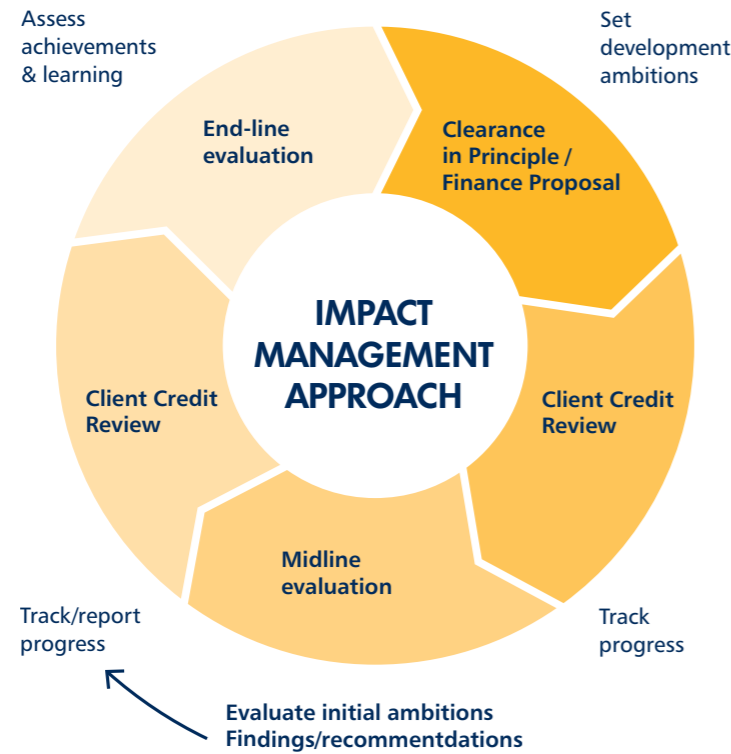 Assess
achievements
& learning
Set
development
ambitions
End-line
evaluation
Clearance
in Principle /
Finance Proposal
IMPACT
MANAGEMENT
APPROACH
Client Credit
Review
Client Credit
Review
Midline
evaluation
Track/report
progress
Track
progress
Evaluate initial ambitions
Findings/recommentdations